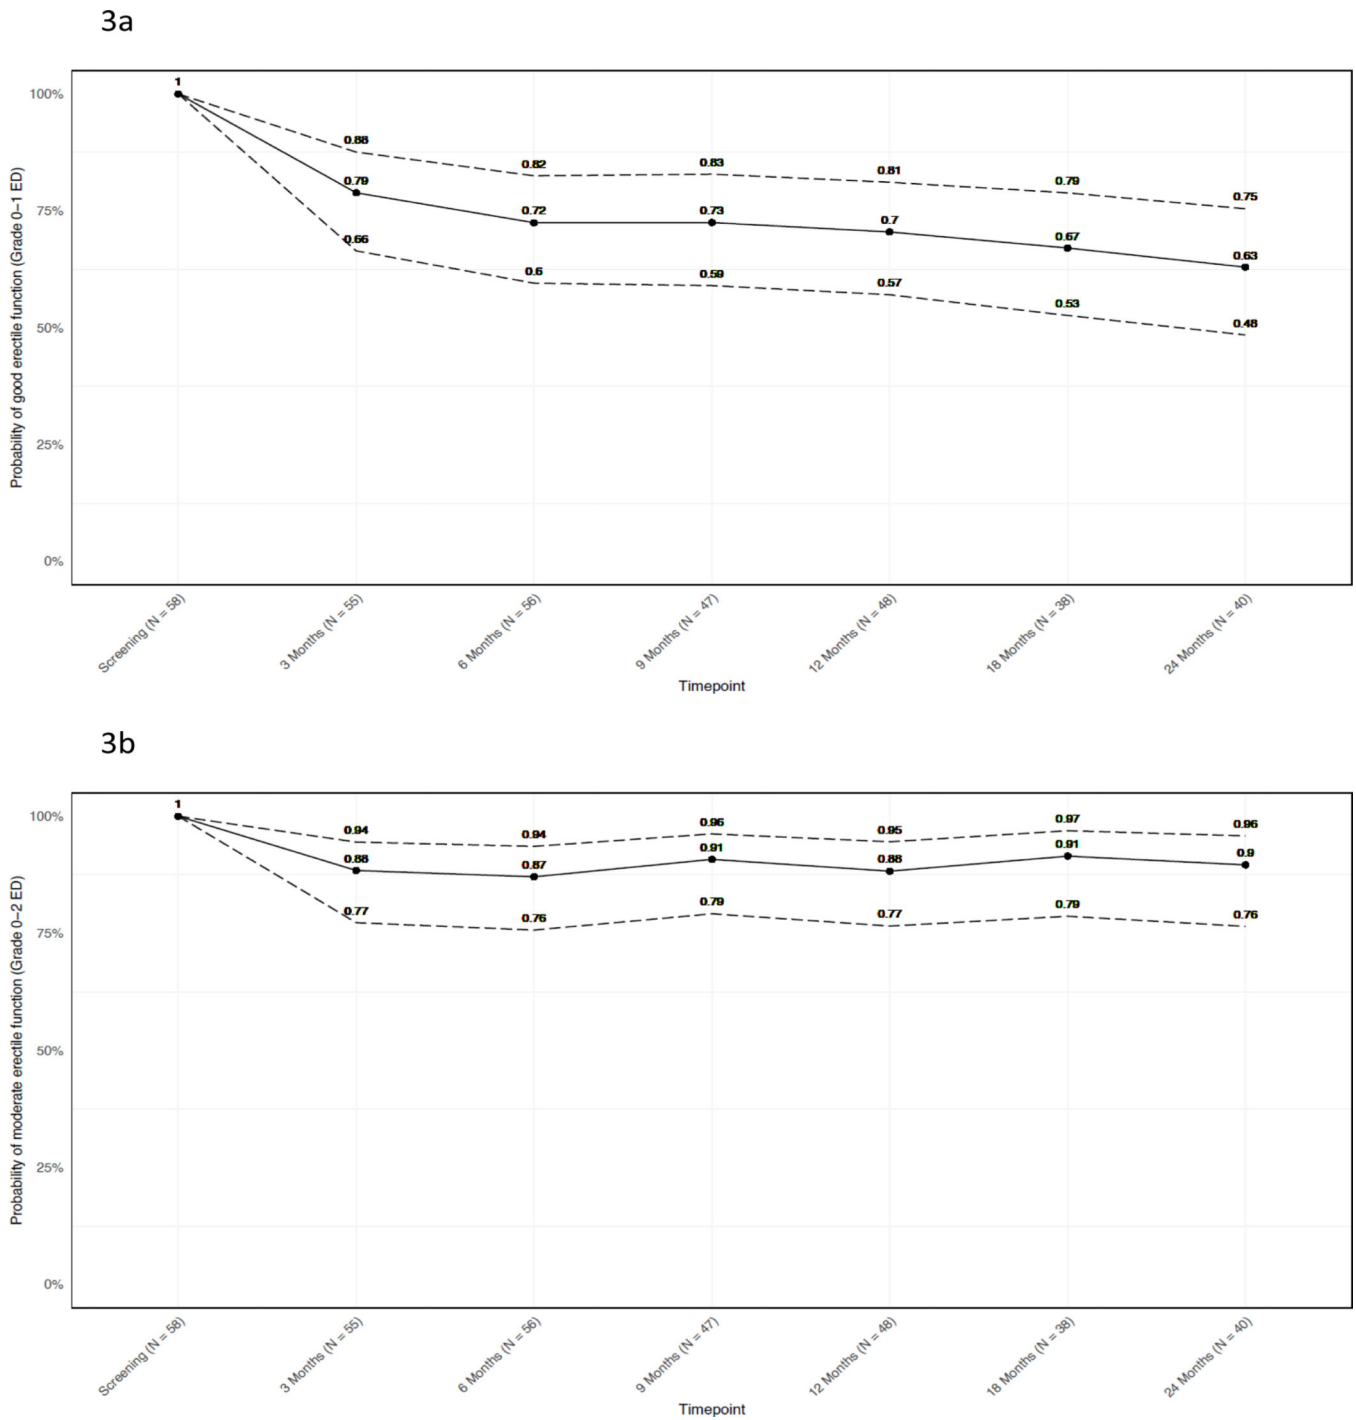 3a
Probability of good erectile function (Grade 0–1 ED)
100%
75%
50%
25%
0%
1
0.88
0.82
0.83
0.81
0.79
0.75
0.79
0.72
0.73
0.7
0.67
0.63
0.66
0.6
0.59
0.57
0.53
0.48
Screening (N = 58)
3 Months (N = 55)
6 Months (N = 56)
9 Months (N = 47)
12 Months (N = 48)
18 Months (N = 38)
24 Months (N = 40)
Timepoint
3b
Probability of moderate erectile function (Grade 0–2 ED)
100%
75%
50%
25%
0%
1
0.94
0.94
0.96
0.95
0.97
0.96
0.88
0.87
0.91
0.88
0.91
0.9
0.77
0.76
0.79
0.77
0.79
0.76
Screening (N = 58)
3 Months (N = 55)
6 Months (N = 56)
9 Months (N = 47)
12 Months (N = 48)
18 Months (N = 38)
24 Months (N = 40)
Timepoint